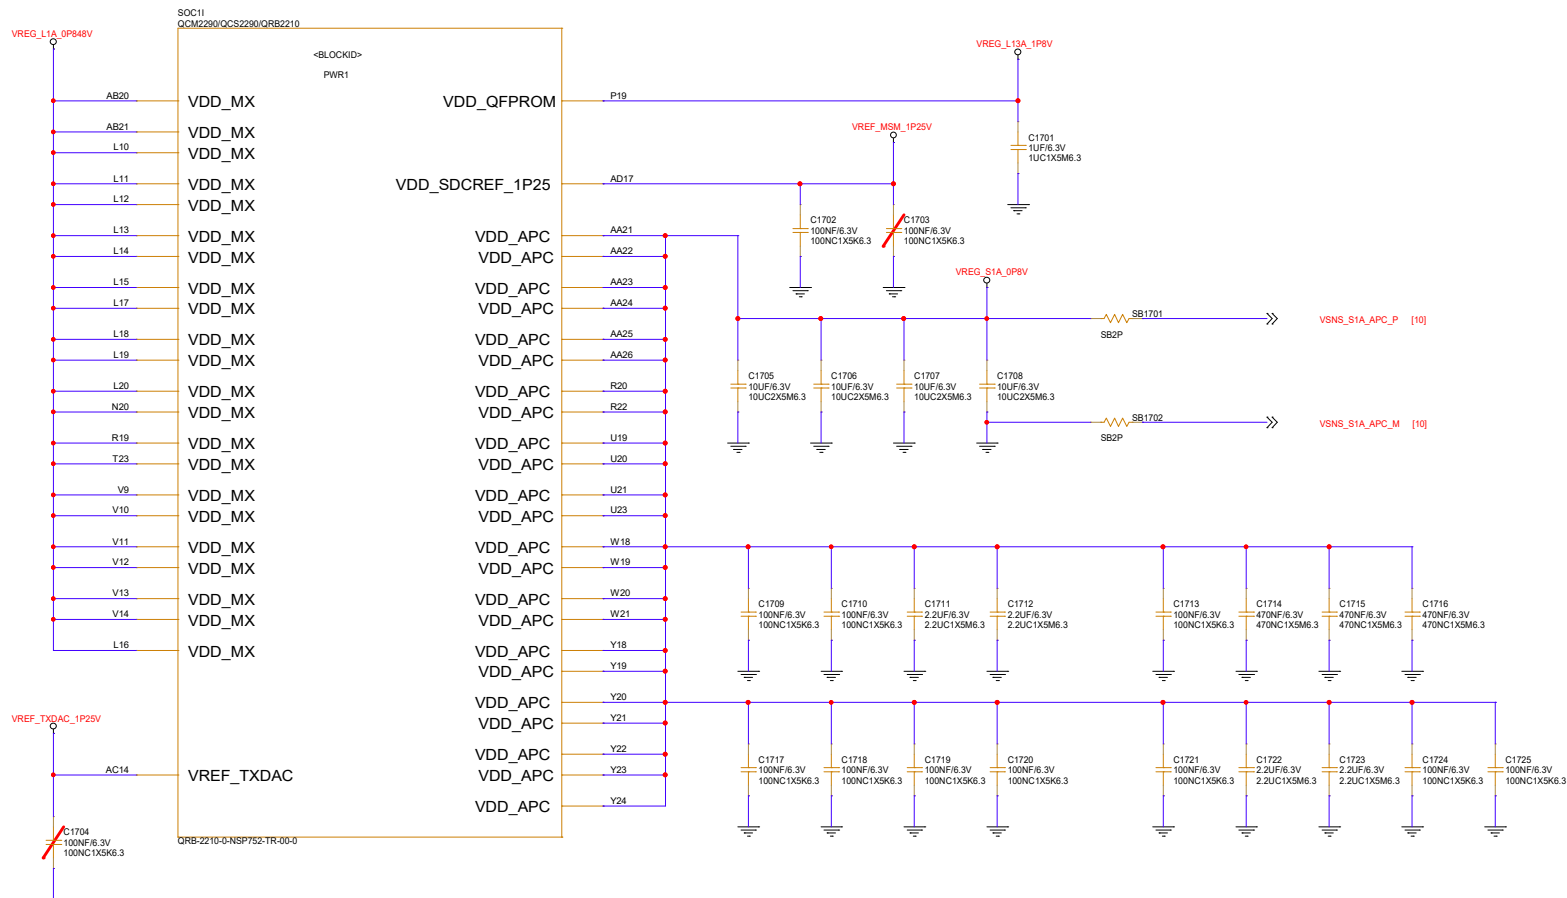 SOC1I
QCM2290/QCS2290/QRB2210
<BLOCKID>
PWR1
VREG_L1A_0P848V
AB20 VDD_MX
AB21 VDD_MX
L10 VDD_MX
L11 VDD_MX
L12 VDD_MX
L13 VDD_MX
L14 VDD_MX
L15 VDD_MX
L17 VDD_MX
L18 VDD_MX
L19 VDD_MX
L20 VDD_MX
N20 VDD_MX
R19 VDD_MX
T23 VDD_MX
V9 VDD_MX
V10 VDD_MX
V11 VDD_MX
V12 VDD_MX
V13 VDD_MX
V14 VDD_MX
L16 VDD_MX
VREF_TXDAC_1P25V
AC14 VREF_TXDAC
C1704
100NF/6.3V
100NC1X5K6.3
QRB-2210-0-NSP752-TR-00-0
VDD_QFPROM P19
VDD_SDCREF_1P25 AD17
VDD_APC AA21
VDD_APC AA22
VDD_APC AA23
VDD_APC AA24
VDD_APC AA25
VDD_APC AA26
VDD_APC R20
VDD_APC R22
VDD_APC U19
VDD_APC U20
VDD_APC U21
VDD_APC U23
VDD_APC W18
VDD_APC W19
VDD_APC W20
VDD_APC W21
VDD_APC Y18
VDD_APC Y19
VDD_APC Y20
VDD_APC Y21
VDD_APC Y22
VDD_APC Y23
VDD_APC Y24
VREG_L13A_1P8V
C1701
1UF/6.3V
1UC1X5M6.3
VREF_MSM_1P25V
C1702
100NF/6.3V
100NC1X5K6.3
C1703
100NF/6.3V
100NC1X5K6.3
VREG_S1A_0P8V
SB1701
SB2P
VSNS_S1A_APC_P [10]
C1705
10UF/6.3V
10UC2X5M6.3
C1706
10UF/6.3V
10UC2X5M6.3
C1707
10UF/6.3V
10UC2X5M6.3
C1708
10UF/6.3V
10UC2X5M6.3
SB1702
SB2P
VSNS_S1A_APC_M [10]
C1709
100NF/6.3V
100NC1X5K6.3
C1710
100NF/6.3V
100NC1X5K6.3
C1711
2.2UF/6.3V
2.2UC1X5M6.3
C1712
2.2UF/6.3V
2.2UC1X5M6.3
C1713
100NF/6.3V
100NC1X5K6.3
C1714
470NF/6.3V
470NC1X5M6.3
C1715
470NF/6.3V
470NC1X5M6.3
C1716
470NF/6.3V
470NC1X5M6.3
C1717
100NF/6.3V
100NC1X5K6.3
C1718
100NF/6.3V
100NC1X5K6.3
C1719
100NF/6.3V
100NC1X5K6.3
C1720
100NF/6.3V
100NC1X5K6.3
C1721
100NF/6.3V
100NC1X5K6.3
C1722
2.2UF/6.3V
2.2UC1X5M6.3
C1723
2.2UF/6.3V
2.2UC1X5M6.3
C1724
100NF/6.3V
100NC1X5K6.3
C1725
100NF/6.3V
100NC1X5K6.3